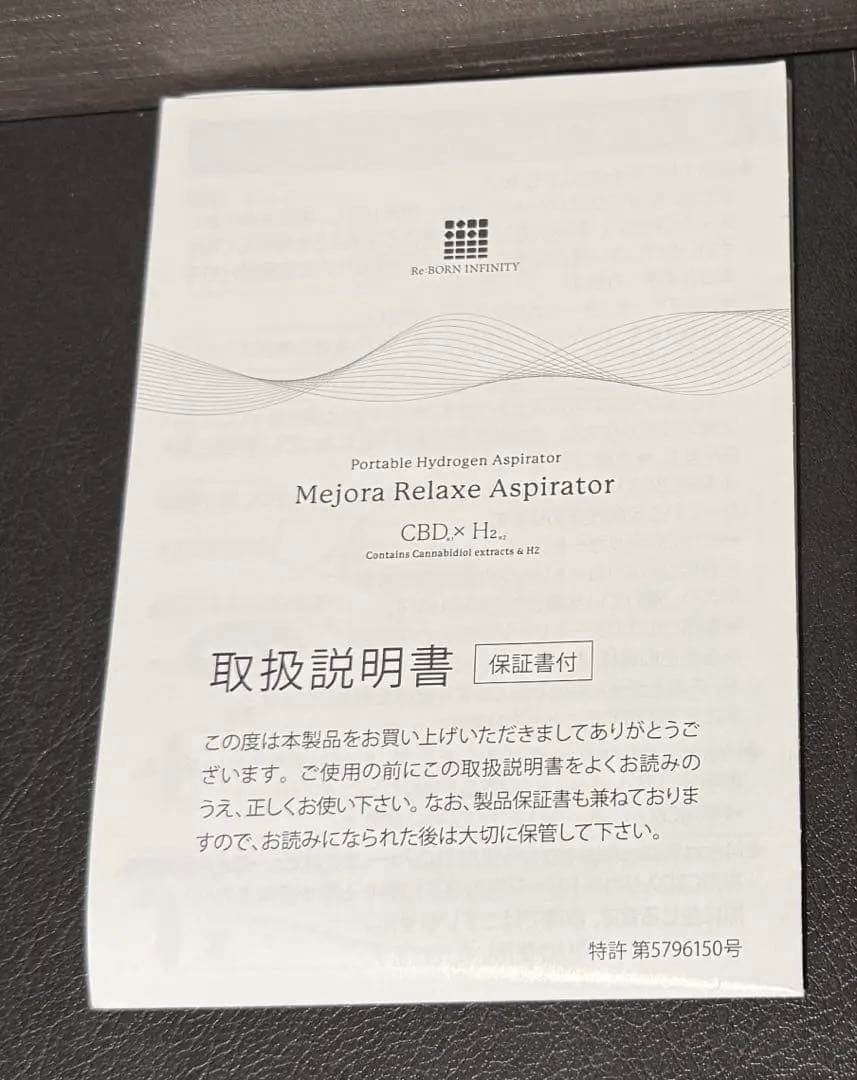 Re:BORN INFINITY
Portable Hydrogen Aspirator
Mejora Relaxe Aspirator
CBD※1× H2※2
Contains Cannabidiol extracts & H2
取扱説明書 保証書付
この度は本製品をお買い上げいただきましてありがとうご
ざいます。ご使用の前にこの取扱説明書をよくお読みの
うえ、正しくお使い下さい。なお、製品保証書も兼ねておりま
すので、お読みになられた後は大切に保管して下さい。
特許 第5796150号